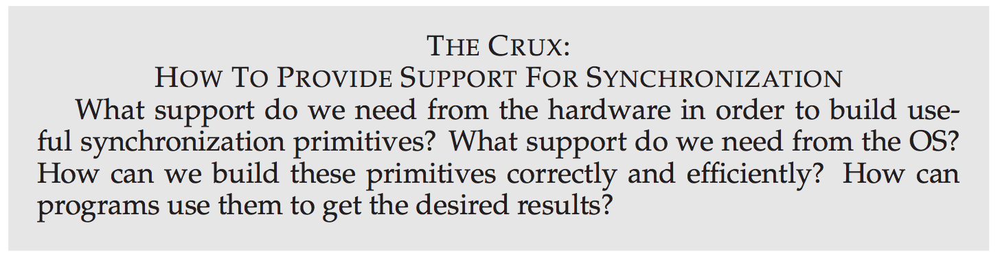 THE CRUX:
HOW TO PROVIDE SUPPORT FOR SYNCHRONIZATION
What support do we need from the hardware in order to build use-
ful synchronization primitives? What support do we need from the OS?
How can we build these primitives correctly and efficiently? How can
programs use them to get the desired results?